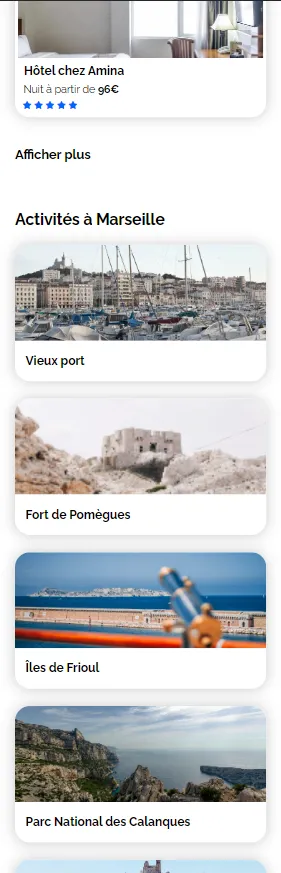 Hôtel chez Amina
Nuit à partir de 96€
Afficher plus
Activités à Marseille
Vieux port
Fort de Pomègues
Îles de Frioul
Parc National des Calanques